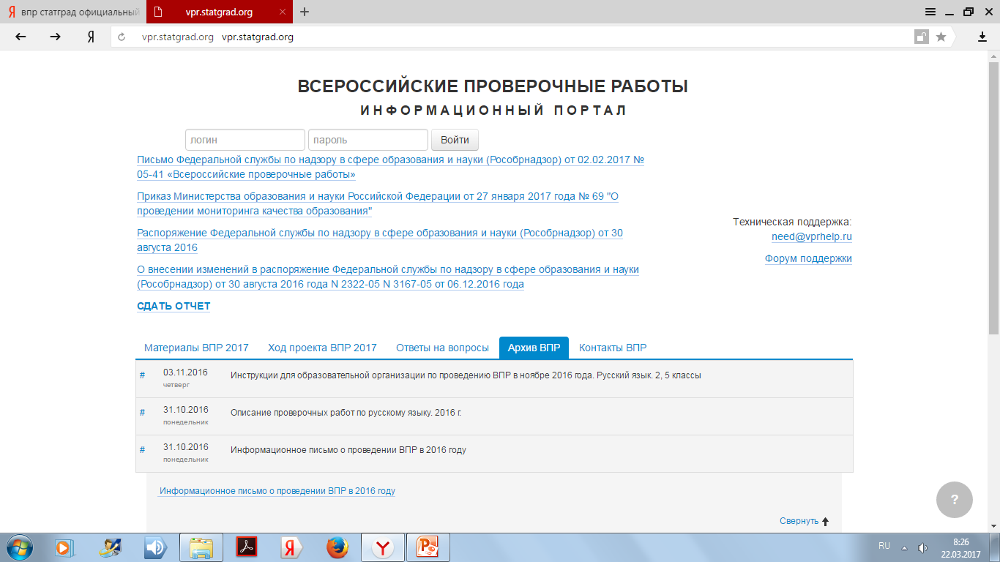 впр статград официальный
vpr.statgrad.org
Я
vpr.statgrad.org vpr.statgrad.org
ВСЕРОССИЙСКИЕ ПРОВЕРОЧНЫЕ РАБОТЫ
ИНФОРМАЦИОННЫЙ ПОРТАЛ
логин пароль Войти
Письмо Федеральной службы по надзору в сфере образования и науки (Рособрнадзор) от 02.02.2017 №
05-41 «Всероссийские проверочные работы»
Приказ Министерства образования и науки Российской Федерации от 27 января 2017 года № 69 "О
проведении мониторинга качества образования"
Распоряжение Федеральной службы по надзору в сфере образования и науки (Рособрнадзор) от 30
августа 2016
О внесении изменений в распоряжение Федеральной службы по надзору в сфере образования и науки
(Рособрнадзор) от 30 августа 2016 года N 2322-05 N 3167-05 от 06.12.2016 года
СДАТЬ ОТЧЕТ
Техническая поддержка:
need@vprhelp.ru
Форум поддержки
Материалы ВПР 2017 Ход проекта ВПР 2017 Ответы на вопросы Архив ВПР Контакты ВПР
# 03.11.2016 Инструкции для образовательной организации по проведению ВПР в ноябре 2016 года. Русский язык. 2, 5 классы
четверг
# 31.10.2016 Описание проверочных работ по русскому языку. 2016 г.
понедельник
# 31.10.2016 Информационное письмо о проведении ВПР в 2016 году
понедельник
Информационное письмо о проведении ВПР в 2016 году
?
Свернуть
RU 8:26
22.03.2017